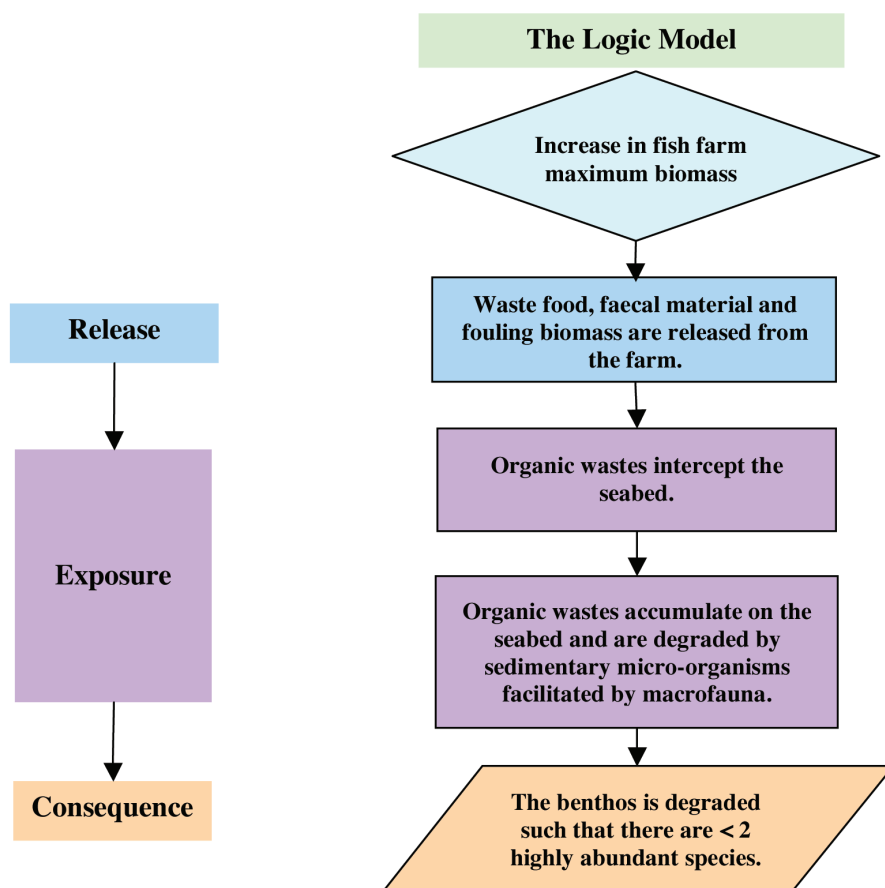 The Logic Model
Increase in fish farm
maximum biomass
Waste food, faecal material and
fouling biomass are released from
the farm.
Release
Organic wastes intercept the
seabed.
Exposure
Organic wastes accumulate on the
seabed and are degraded by
sedimentary micro-organisms
facilitated by macrofauna.
Consequence
The benthos is degraded
such that there are < 2
highly abundant species.